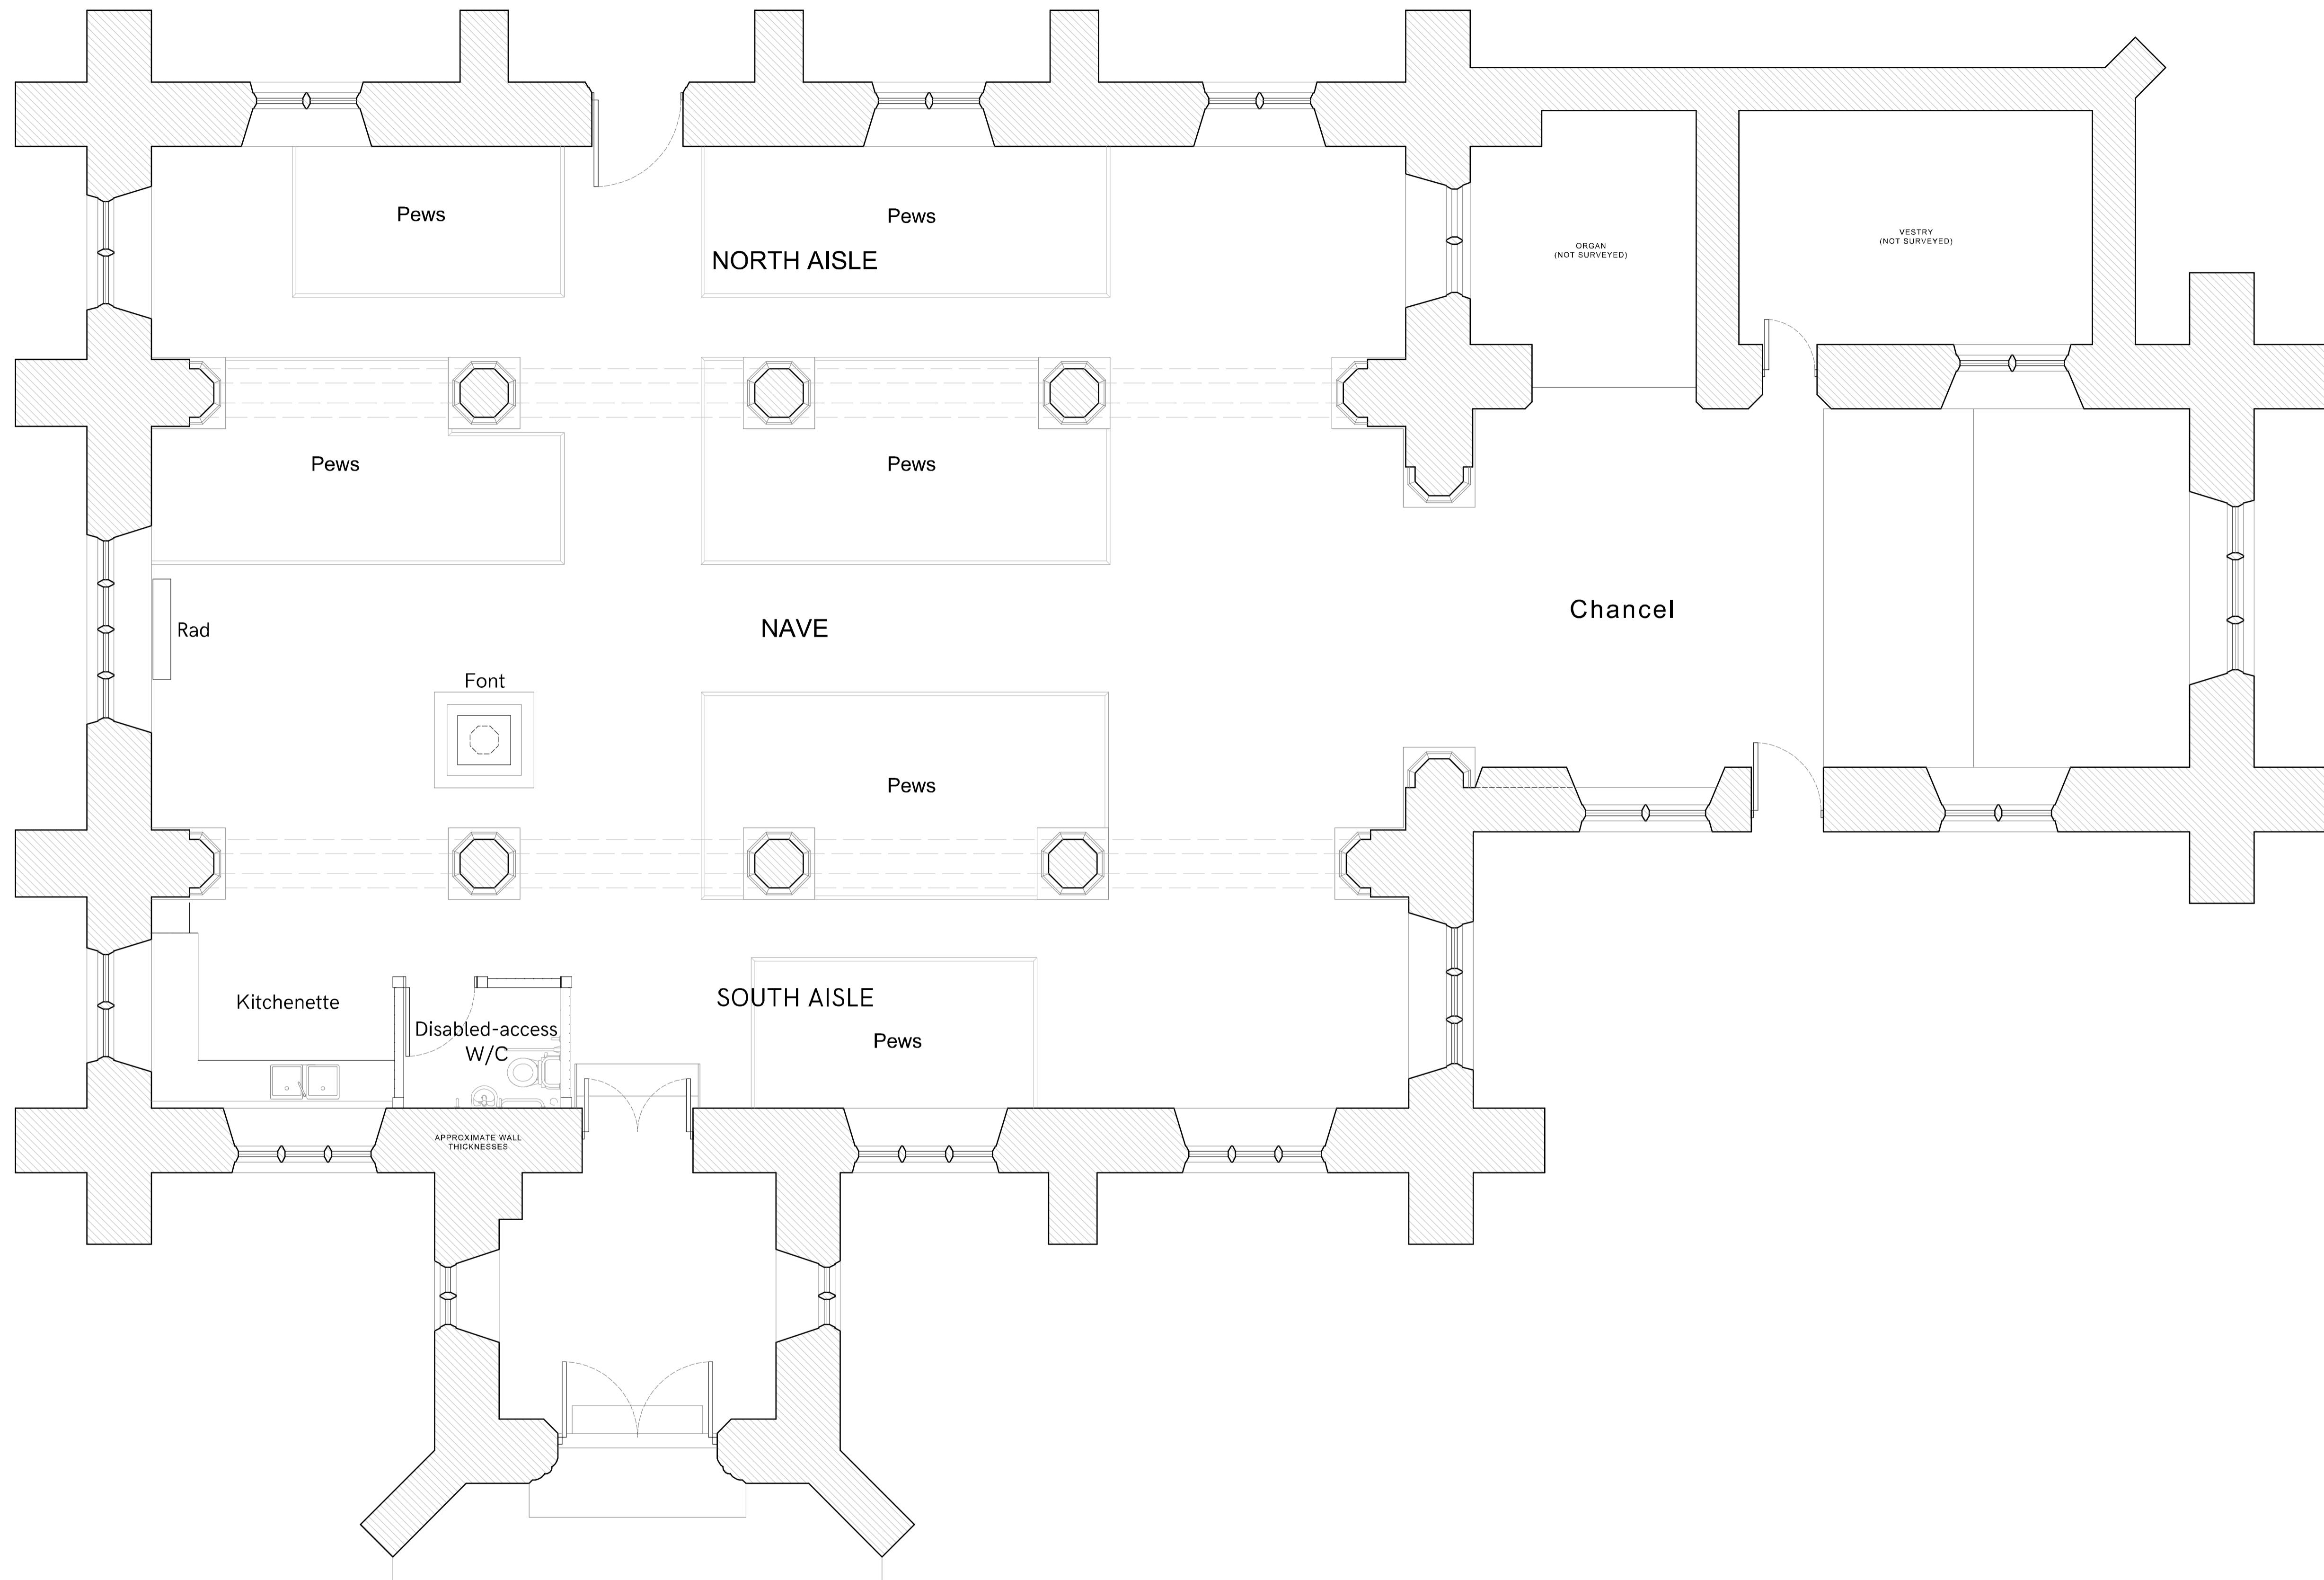 Pews
Pews
NORTH AISLE
ORGAN
(NOT SURVEYED)
VESTRY
(NOT SURVEYED)
Pews
Pews
Rad
NAVE
Chancel
Font
Pews
Kitchenette
Disabled-access
W/C
SOUTH AISLE
Pews
APPROXIMATE WALL
THICKNESSES